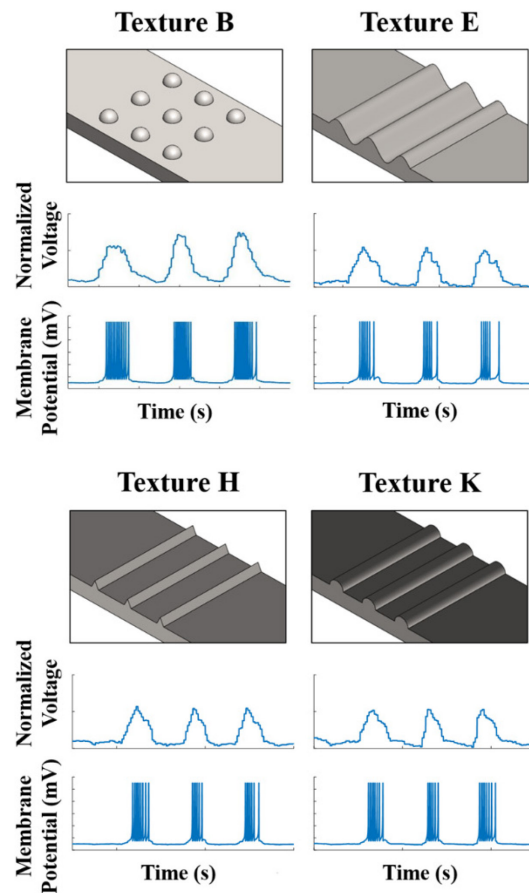 Texture B
Texture E
Normalized
Voltage
Membrane
Potential (mV)
Time (s)
Time (s)
Texture H
Texture K
Normalized
Voltage
Membrane
Potential (mV)
Time (s)
Time (s)